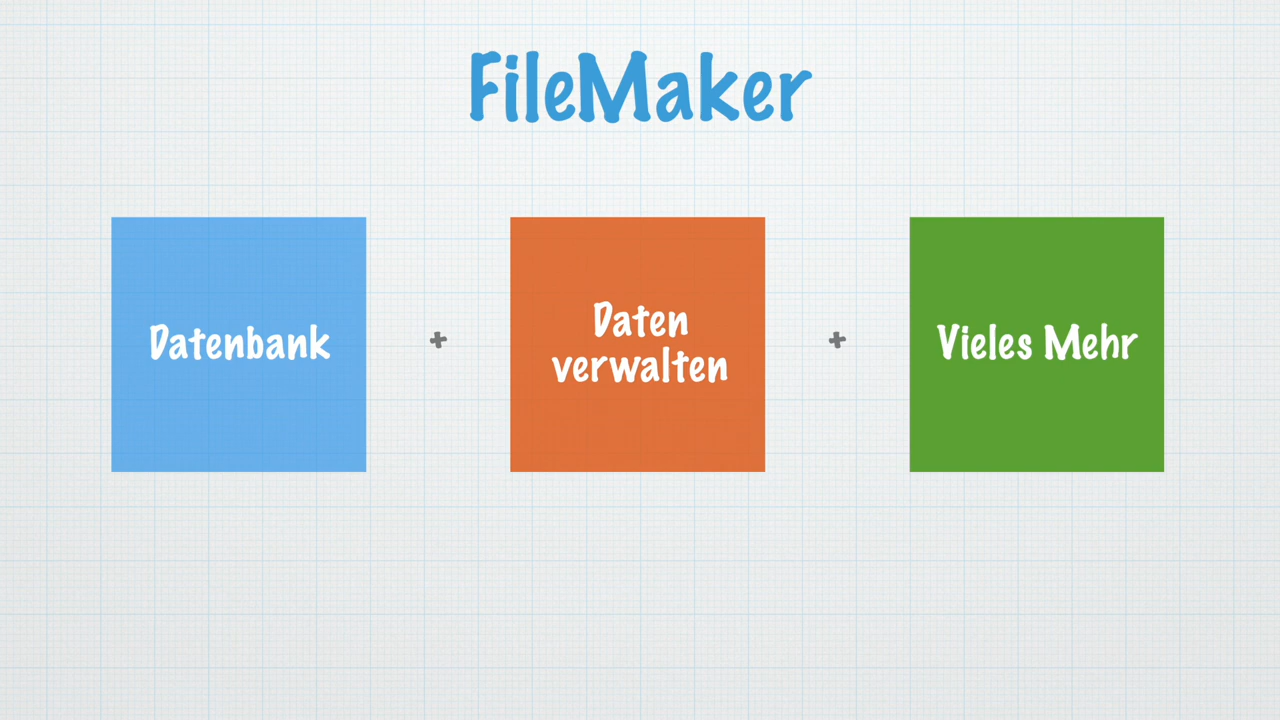 FileMaker
Datenbank
+
Daten
verwalten
+
Vieles Mehr